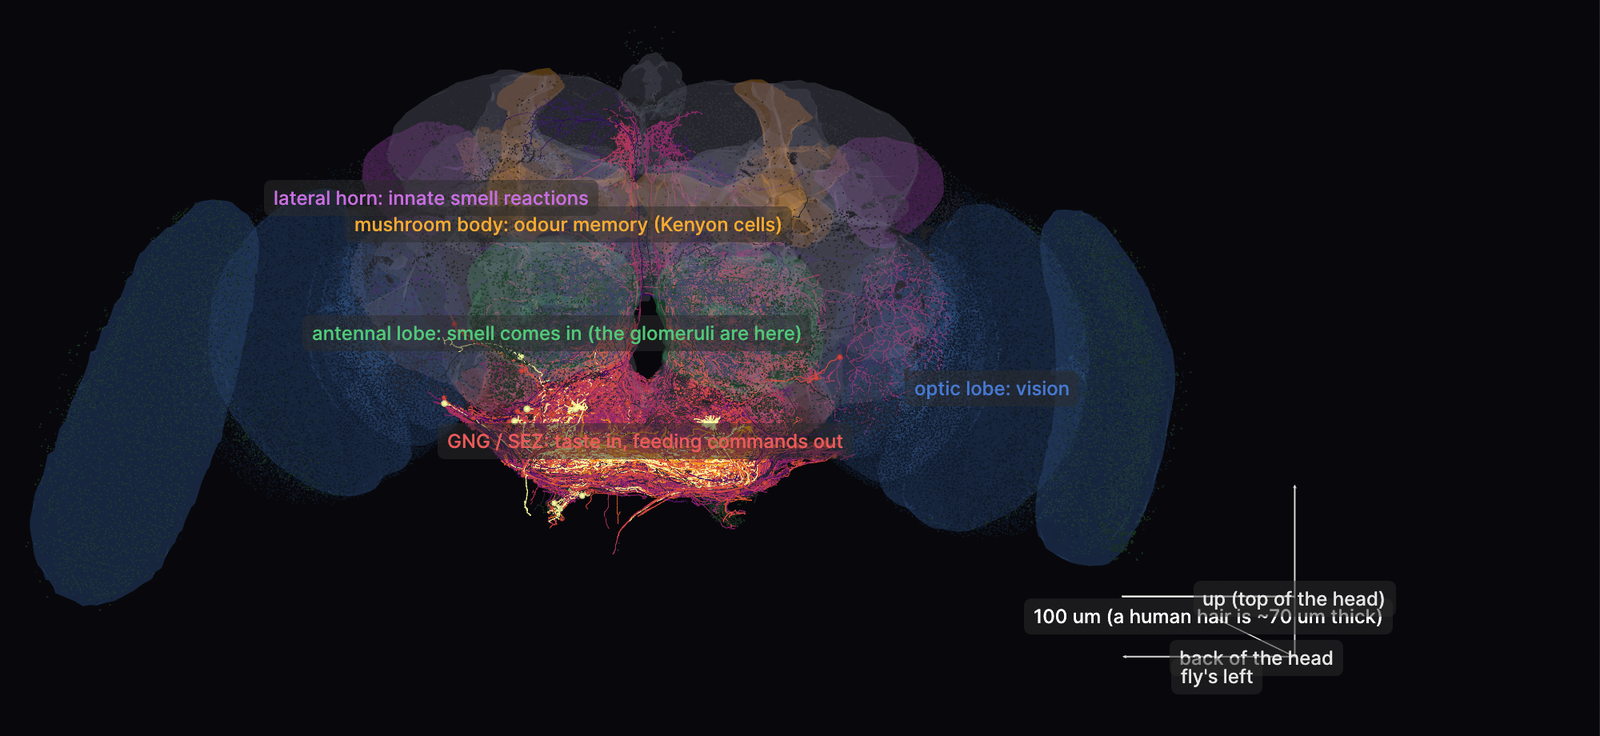 lateral horn: innate smell reactions
mushroom body: odour memory (Kenyon cells)
antennal lobe: smell comes in (the glomeruli are here)
optic lobe: vision
GNG / SEZ: taste in, feeding commands out
up (top of the head)
100 um (a human hair is ~70 um thick)
back of the head
fly's left